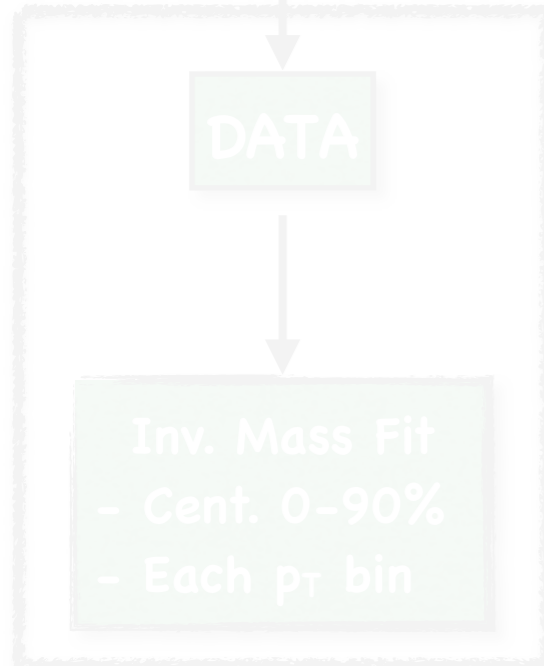 DATA
Inv. Mass Fit
- Cent. 0-90%
- Each pT bin